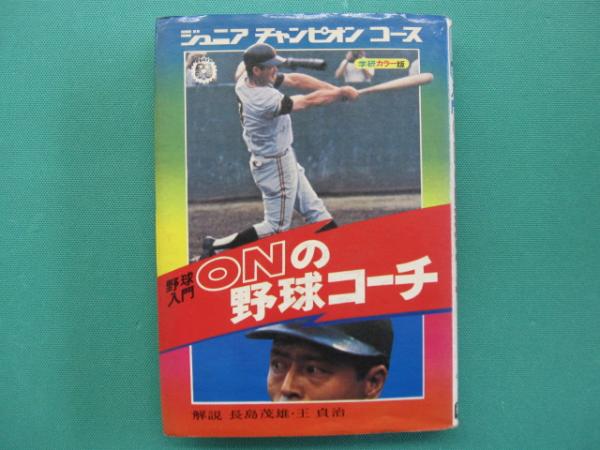 ジュニア チャンピオン コース
学研カラー版
野球
入門
ONの
野球コーチ
解説 長島茂雄・王 貞治